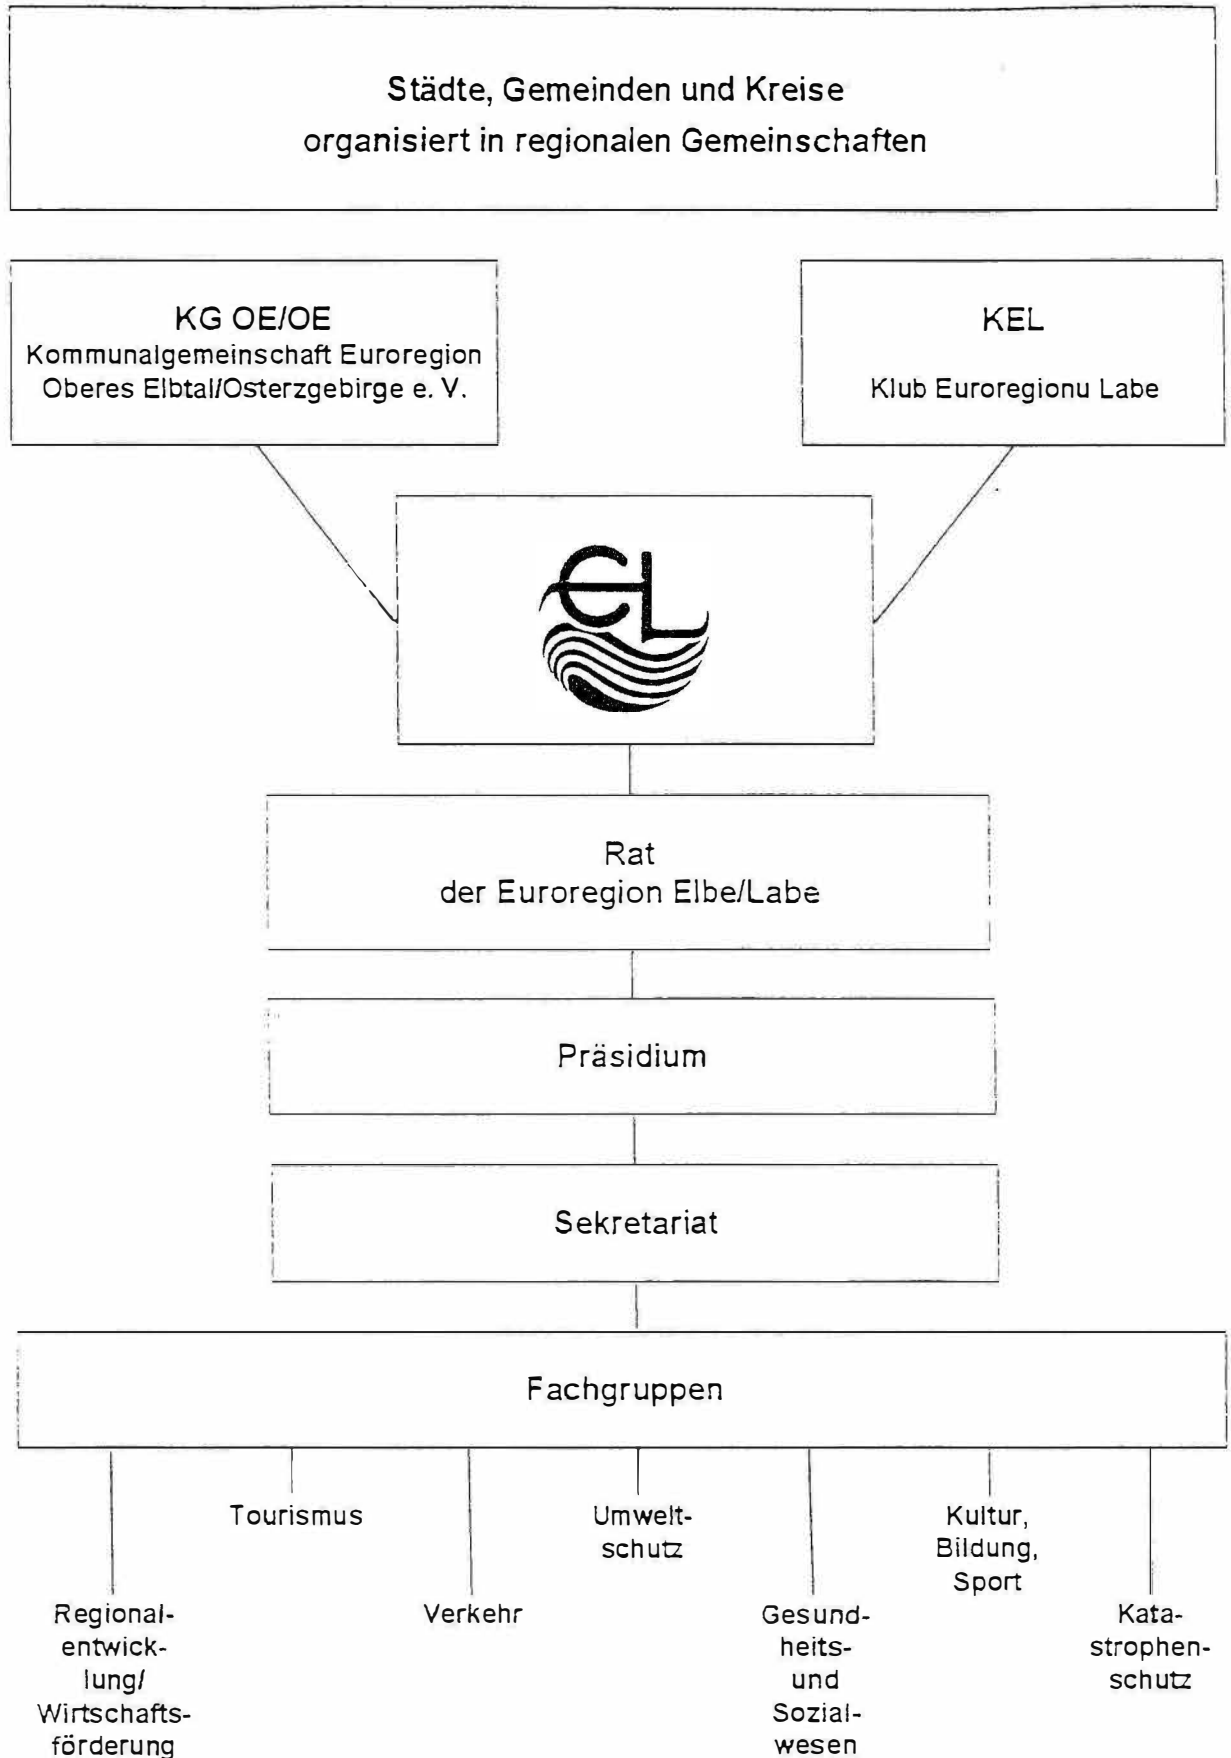 Städte, Gemeinden und Kreise
organisiert in regionalen Gemeinschaften
KG OE/OE
Kommunalgemeinschaft Euroregion
Oberes Elbtal/Osterzgebirge e. V.
KEL
Klub Euroregionu Labe
EL
Rat
der Euroregion Elbe/Labe
Präsidium
Sekretariat
Fachgruppen
Regional-
entwick-
lung/
Wirtschafts-
förderung
Tourismus
Verkehr
Umwelt-
schutz
Gesund-
heits-
und
Sozial-
wesen
Kultur,
Bildung,
Sport
Kata-
strophen-
schutz